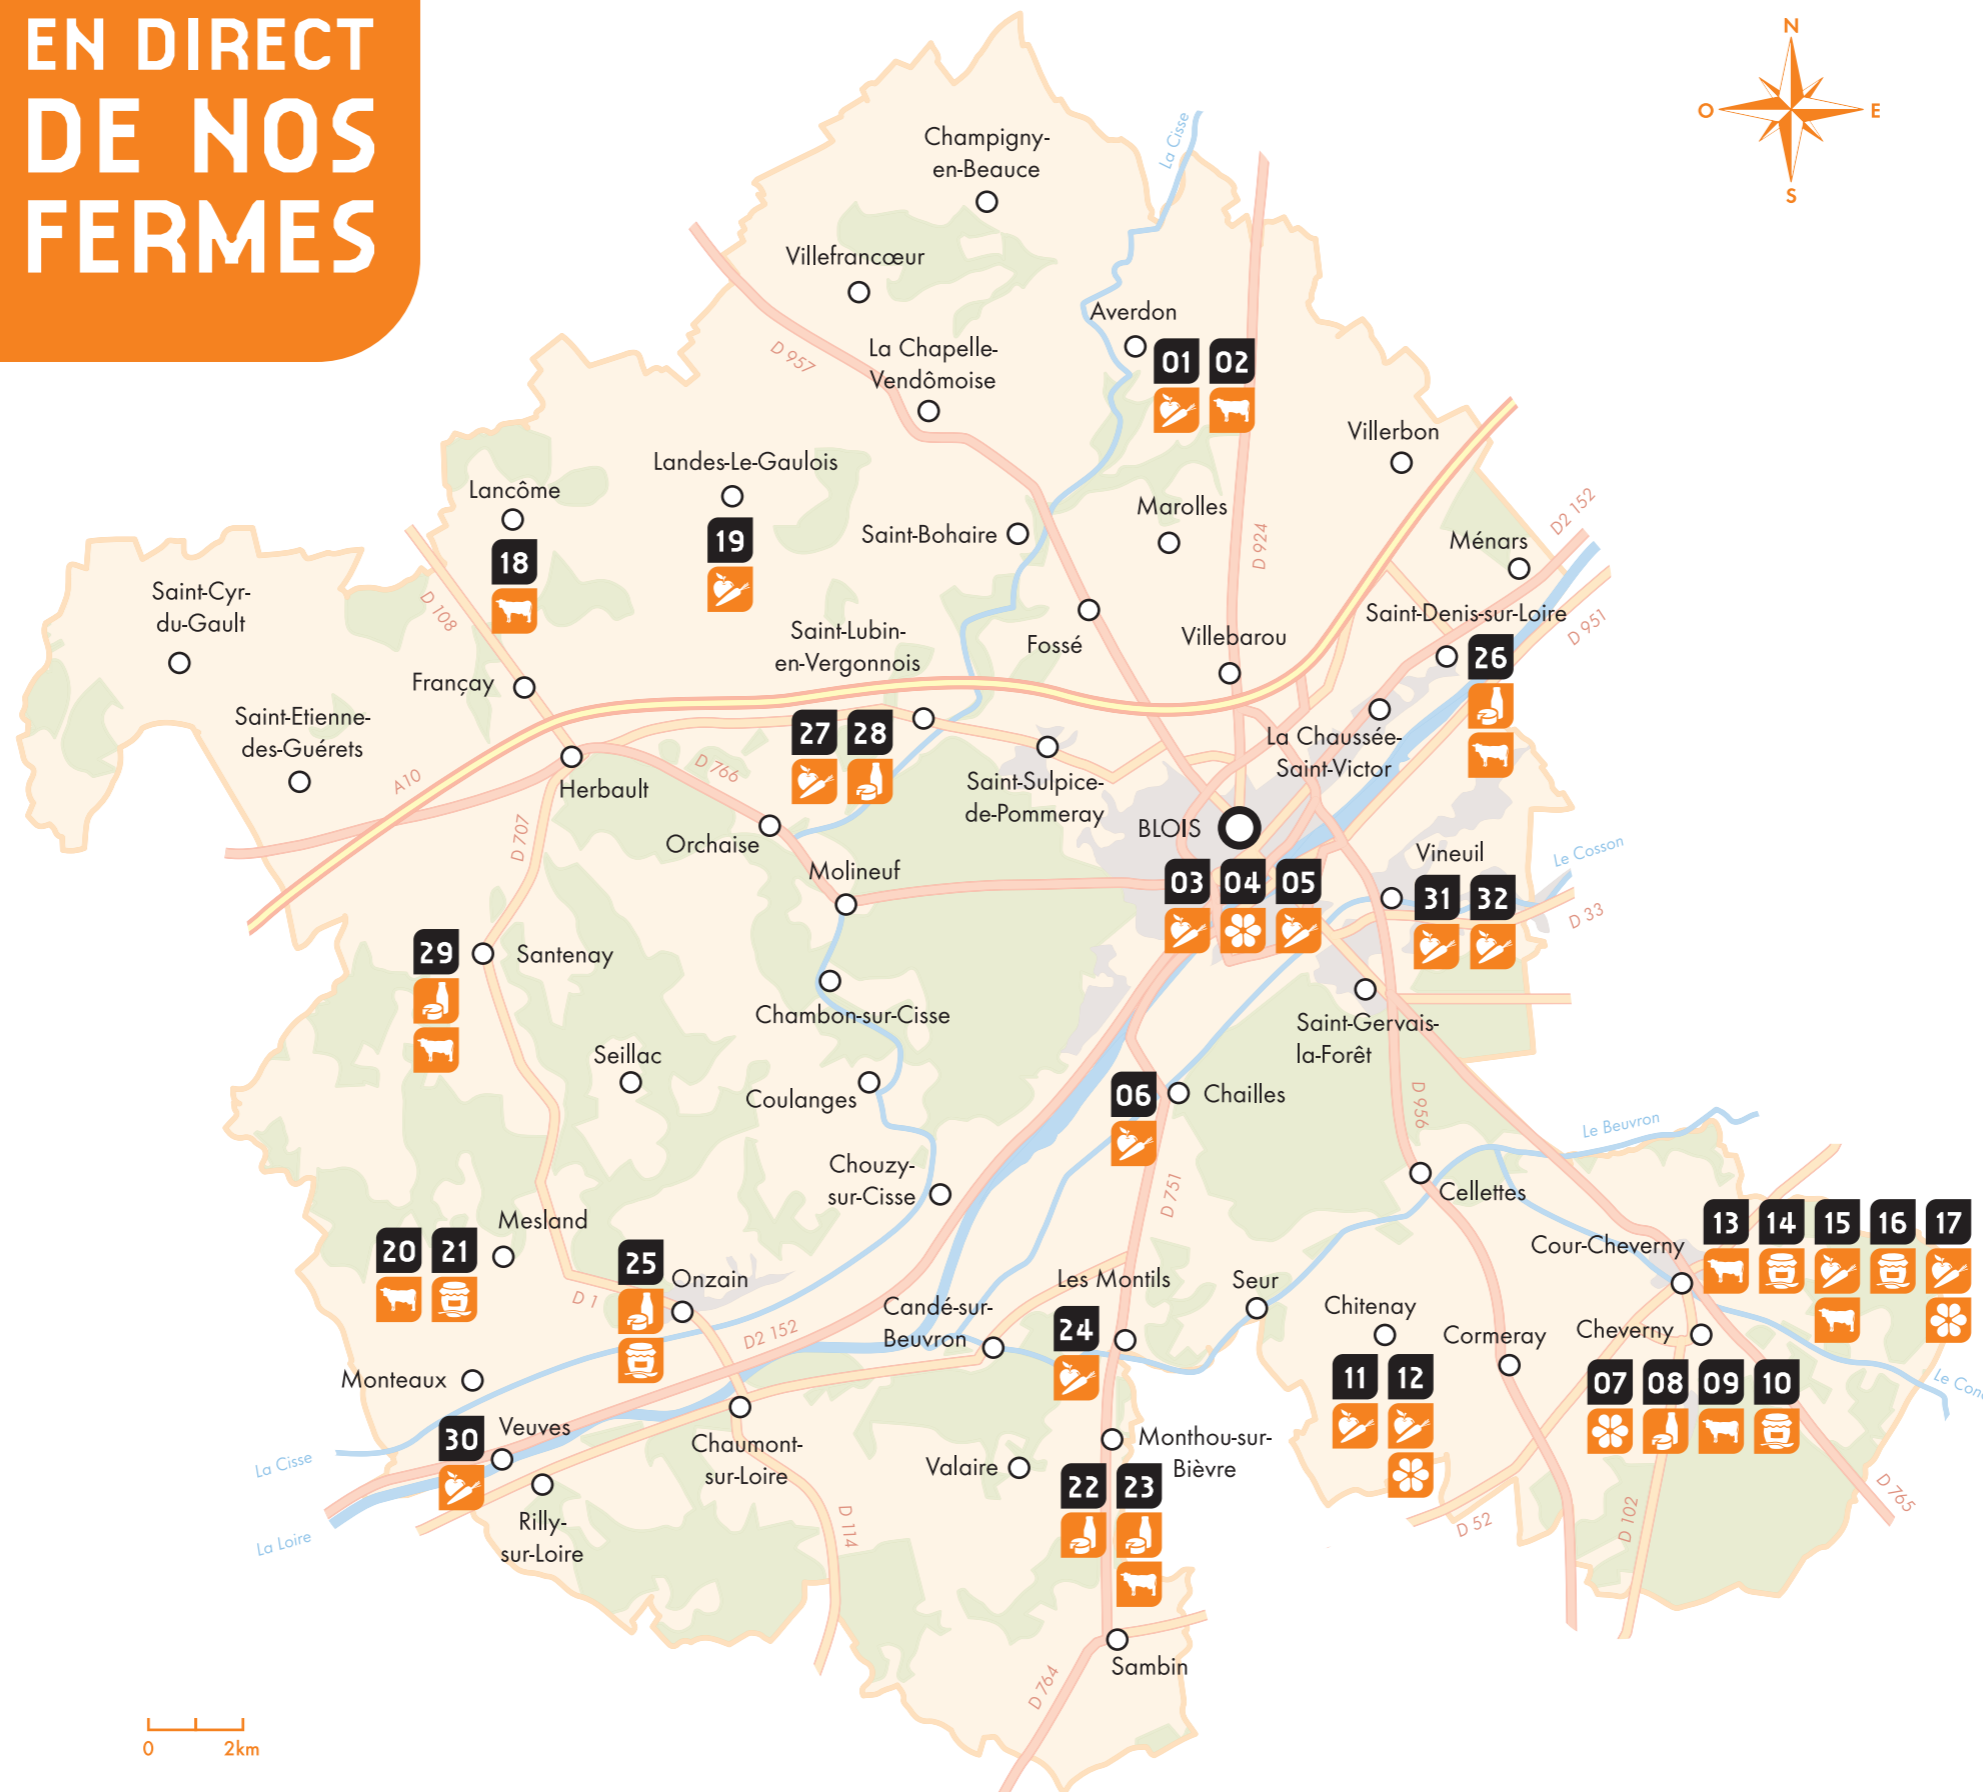 EN DIRECT
DE NOS
FERMES
N
O
E
S
La Cisse
Champigny-
en-Beauce
Villefrancœur
Averdon
01 02
D 957
La Chapelle-
Vendômoise
Villerbon
Landes-Le-Gaulois
19
Lancôme
18
Saint-Bohaire
Marolles
D 924
D2 152
Ménars
Saint-Cyr-
du-Gault
D 108
Saint-Lubin-
en-Vergonnois
27 28
Fossé
Villebarou
Saint-Denis-sur-Loire
26
D 951
Françay
Saint-Etienne-
des-Guérets
A10
Herbault
D 766
Saint-Sulpice-
de-Pommeray
La Chaussée-
Saint-Victor
D 707
Orchaise
BLOIS
03 04 05
Molineuf
Vineuil
31 32
Le Cosson
D 33
29
Santenay
Chambon-sur-Cisse
Saint-Gervais-
la-Forêt
Seillac
Coulanges
06
Chailles
D 956
Le Beuvron
Chouzy-
sur-Cisse
D 751
Cellettes
Mesland
20 21
13 14 15 16 17
Cour-Cheverny
25
Onzain
D 1
Les Montils
24
Seur
Candé-sur-
Beuvron
D2 152
Chitenay
11 12
Cormeray
Cheverny
07 08 09 10
Le Con
Monteaux
Veuves
30
Chaumont-
sur-Loire
Valaire
Monthou-sur-
Bièvre
22 23
La Cisse
La Loire
Rilly-
sur-Loire
D 114
D 52
D 102
D 765
Sambin
D 764
0 2km